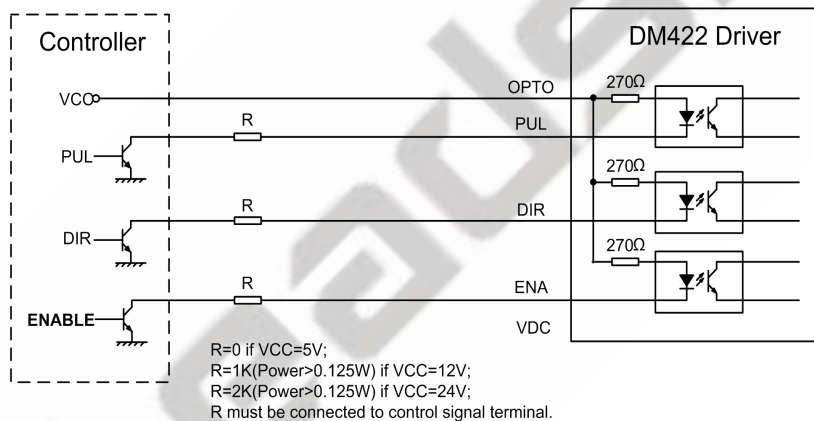 Controller
DM422 Driver
VCC
OPTO
270Ω
R
PUL
PUL
270Ω
R
DIR
DIR
270Ω
R
ENA
ENABLE
VDC
R=0 if VCC=5V;
R=1K(Power>0.125W) if VCC=12V;
R=2K(Power>0.125W) if VCC=24V;
R must be connected to control signal terminal.